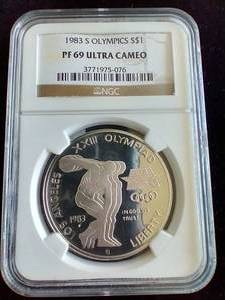 1983 S OLYMPICS S$1
PF 69 ULTRA CAMEO
NGC
3771975-076
LOS ANGELES XXIII OLYMPIAD
1983
S
IN GOD WE
TRUST
LIBERTY